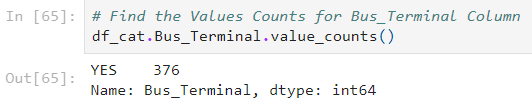 In [65]: # Find the Values Counts for Bus_Terminal Column
df_cat.Bus_Terminal.value_counts()
Out[65]: YES    376
Name: Bus_Terminal, dtype: int64